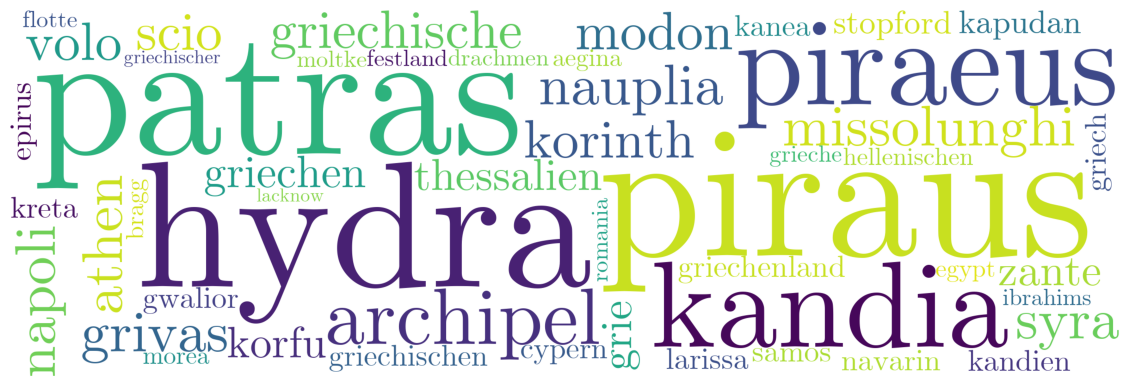 flotte
volo
scio
griechischer
griechische
moltke
festland
drachmen
aegina
modon
kanea
stopford
kapudan
patras
nauplia
piraeus
epirus
korinth
missolunghi
griech
griechen
thessalien
grieche
hellenischen
lacknow
kreta
athen
bragg
hydra
romania
piraus
napoli
gwalior
archipel
griechenland
egypt
zante
kandia
ibrahims
grivas
morea
korfu
griechischen
cypern
grie
syra
larissa
samos
navarin
kandien